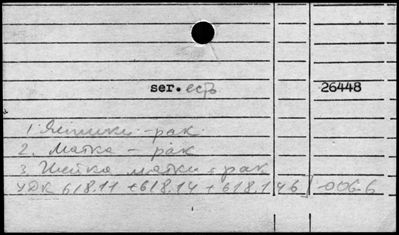 ser. есть 26448
1. Яичники - рак
2. Матка - рак
3. Шейка матки - рак
УДК 618.11 + 618.14 + 618.146 -006.6